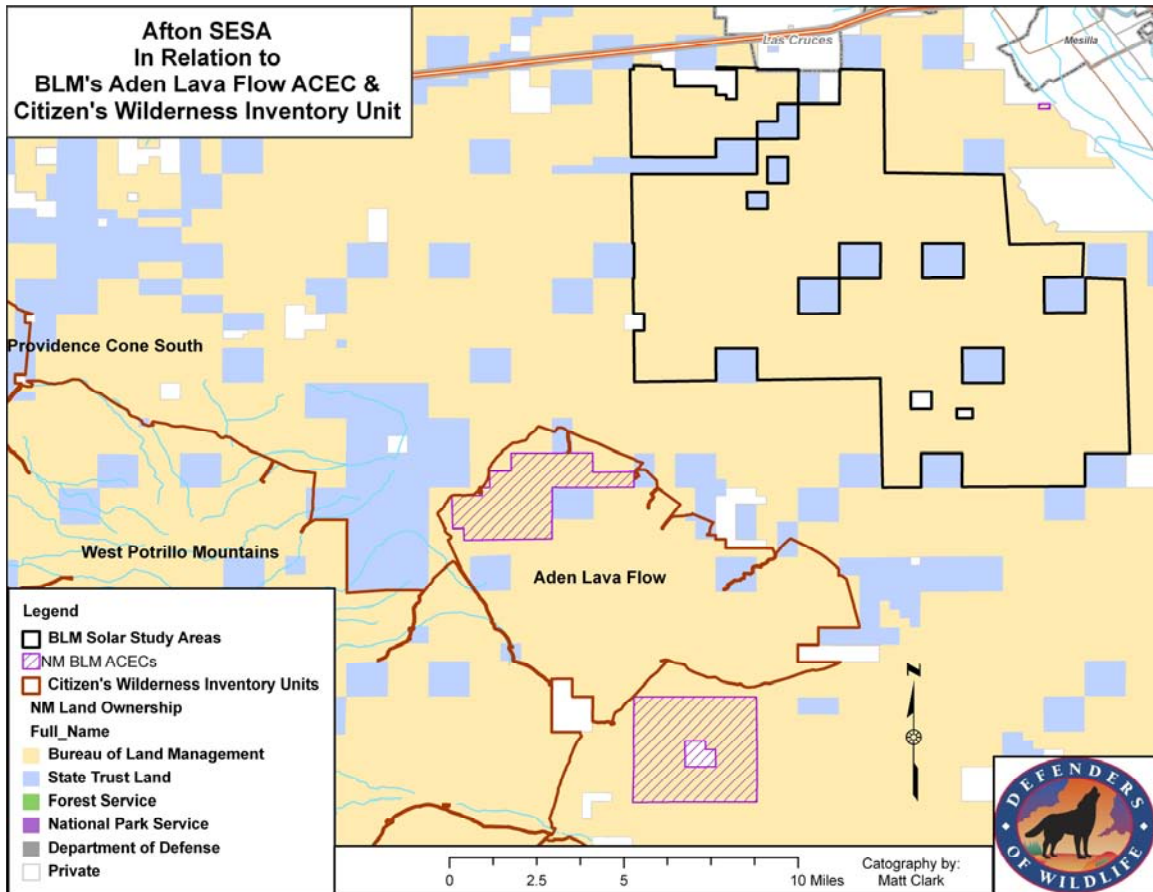 Afton SESA
In Relation to
BLM's Aden Lava Flow ACEC &
Citizen's Wilderness Inventory Unit
Las Cruces
Mesilla
Providence Cone South
West Potrillo Mountains
Aden Lava Flow
Legend
BLM Solar Study Areas
NM BLM ACECs
Citizen's Wilderness Inventory Units
NM Land Ownership
Full_Name
Bureau of Land Management
State Trust Land
Forest Service
National Park Service
Department of Defense
Private
N
0 2.5 5 10 Miles
Catography by:
Matt Clark
DEFENDERS
OF WILDLIFE